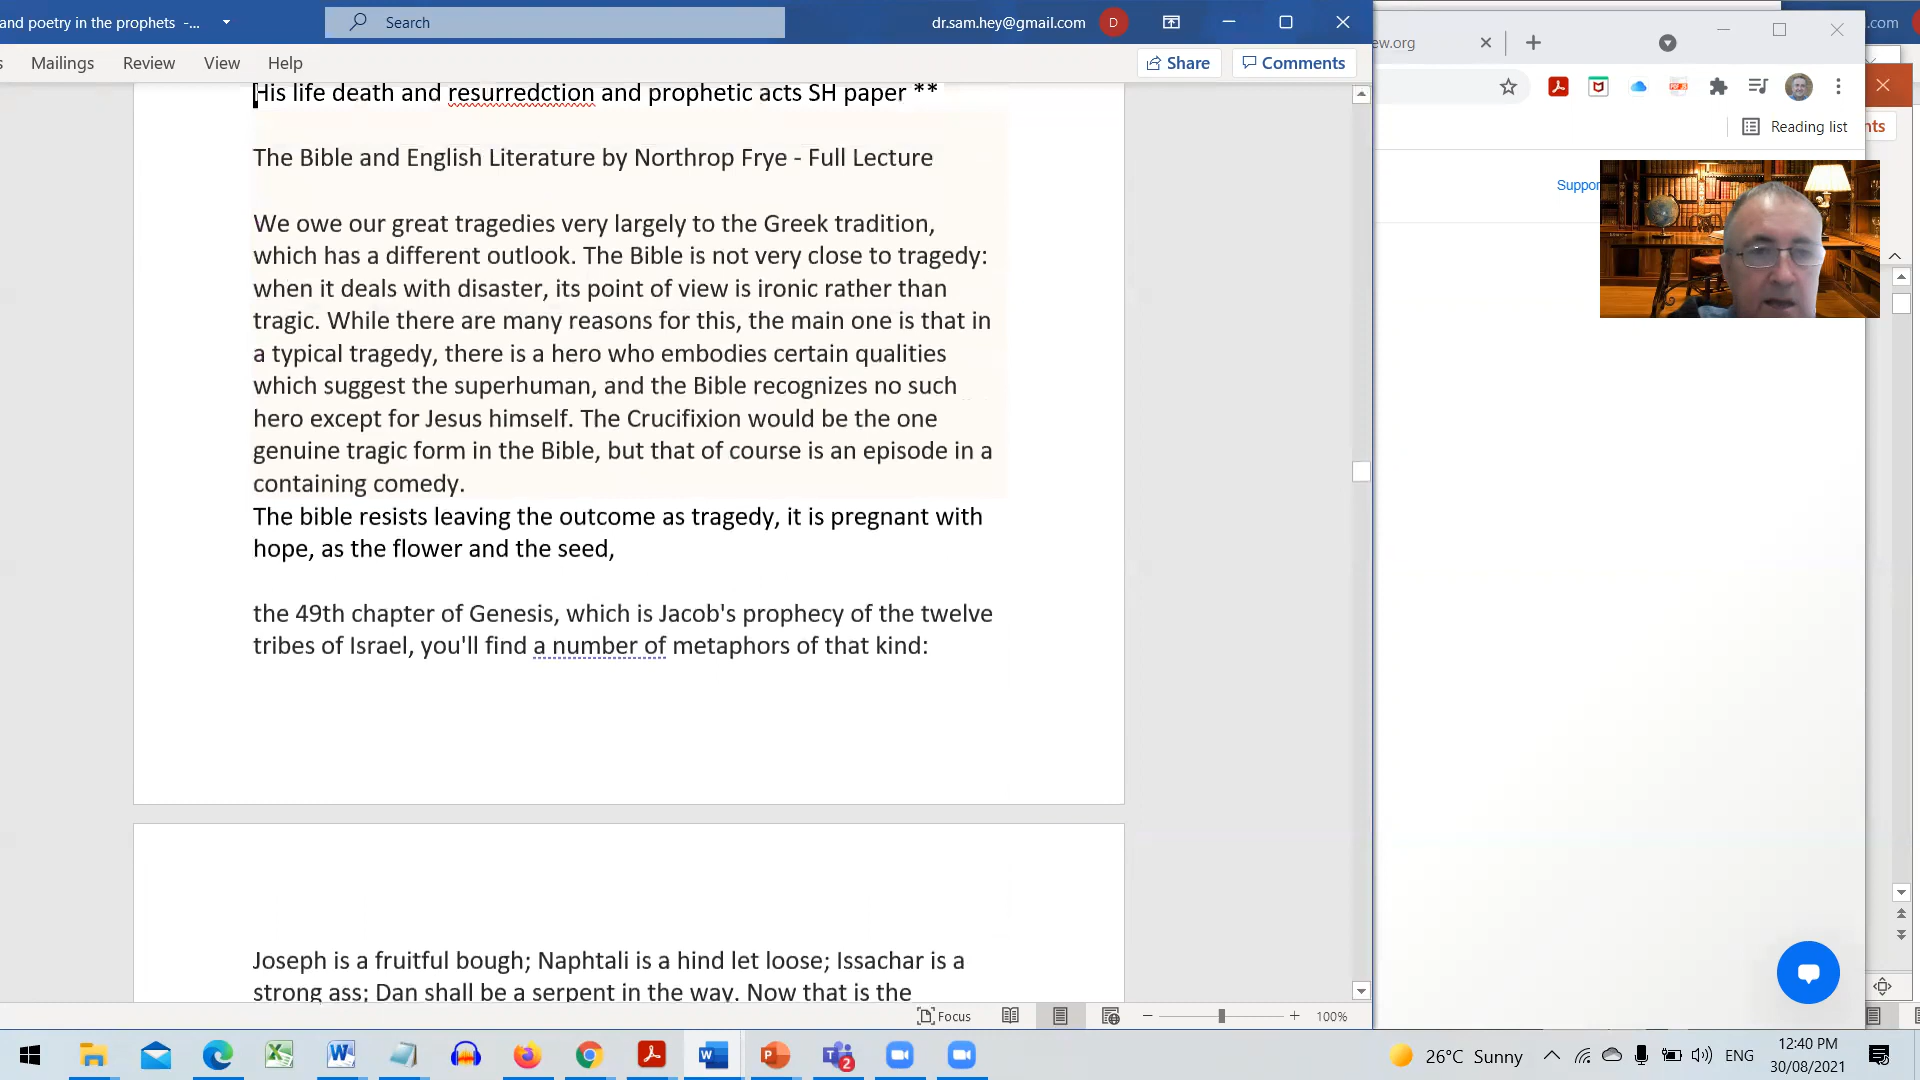 and poetry in the prophets -...
Search
dr.sam.hey@gmail.com
D
ew.org
.com
s
Mailings
Review
View
Help
Share
Comments
Reading list
nts
Suppor
His life death and resurredction and prophetic acts SH paper **
The Bible and English Literature by Northrop Frye - Full Lecture
We owe our great tragedies very largely to the Greek tradition,
which has a different outlook. The Bible is not very close to tragedy:
when it deals with disaster, its point of view is ironic rather than
tragic. While there are many reasons for this, the main one is that in
a typical tragedy, there is a hero who embodies certain qualities
which suggest the superhuman, and the Bible recognizes no such
hero except for Jesus himself. The Crucifixion would be the one
genuine tragic form in the Bible, but that of course is an episode in a
containing comedy.
The bible resists leaving the outcome as tragedy, it is pregnant with
hope, as the flower and the seed,
the 49th chapter of Genesis, which is Jacob's prophecy of the twelve
tribes of Israel, you'll find a number of metaphors of that kind:
Joseph is a fruitful bough; Naphtali is a hind let loose; Issachar is a
strong ass; Dan shall be a serpent in the way. Now that is the
Focus
100%
2
26°C Sunny
ENG
12:40 PM
30/08/2021